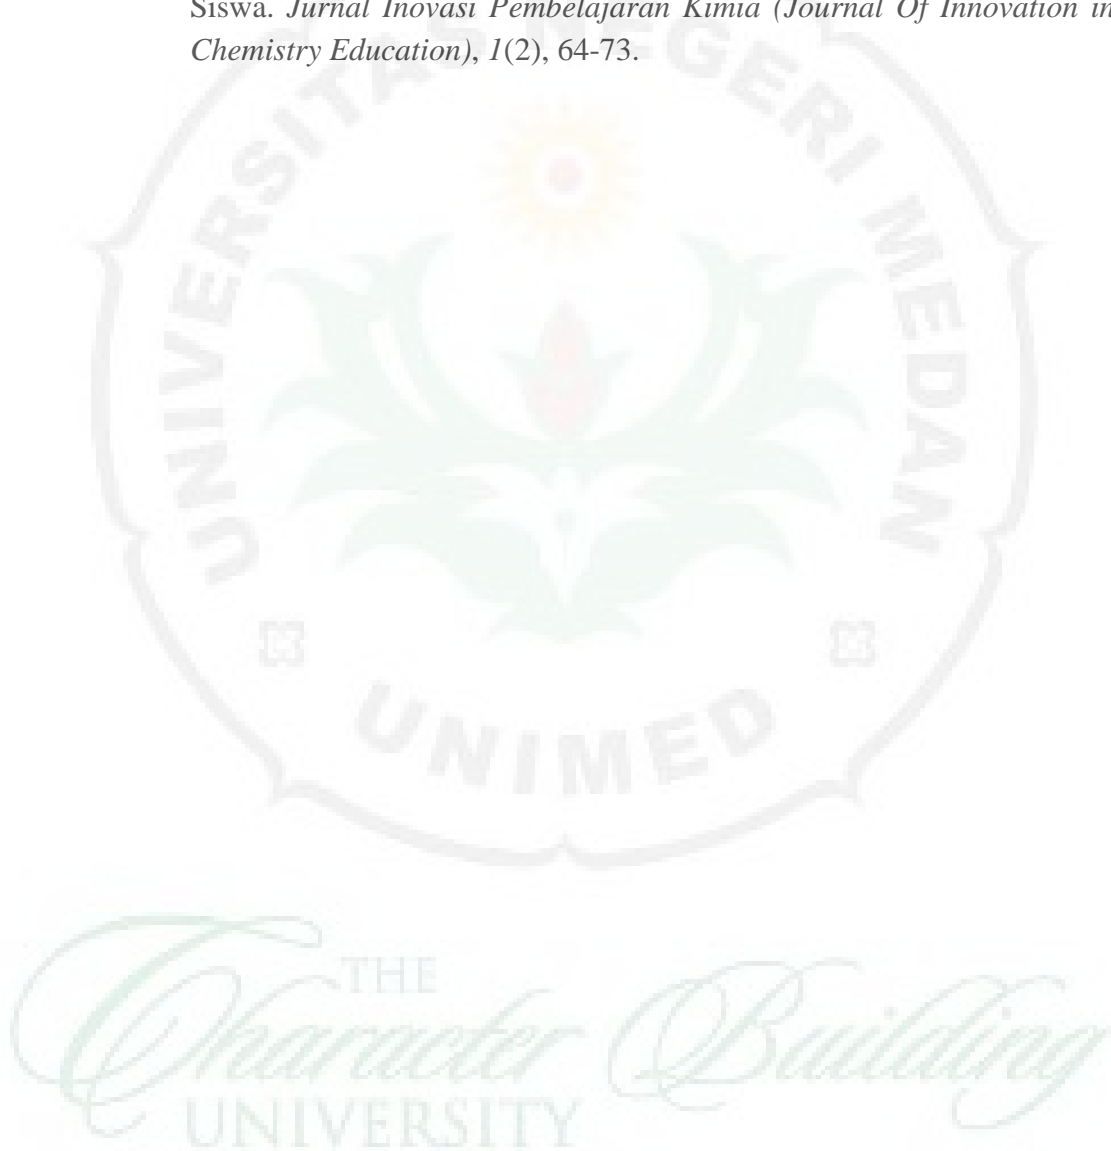 Siswa. Jurnal Inovasi Pembelajaran Kimia (Journal Of Innovation in
Chemistry Education), 1(2), 64-73.
UNIVERSITAS NEGERI MEDAN
UNIMED
THE
Character Building
UNIVERSITY